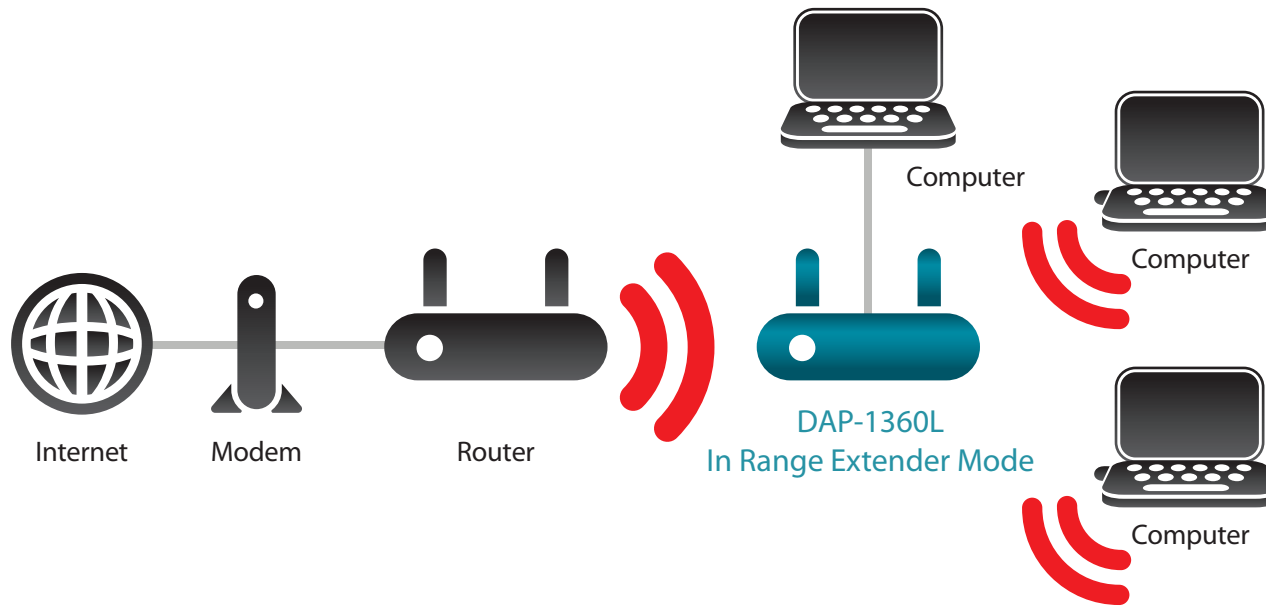 Computer
Computer
Internet
Modem
Router
DAP-1360L
In Range Extender Mode
Computer